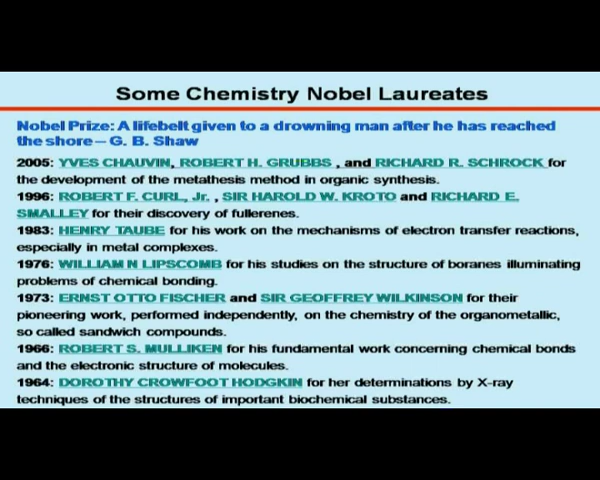 Some Chemistry Nobel Laureates
Nobel Prize: A lifebelt given to a drowning man after he has reached
the shore – G. B. Shaw
2005: YVES CHAUVIN, ROBERT H. GRUBBS , and RICHARD R. SCHROCK for
the development of the metathesis method in organic synthesis.
1996: ROBERT F. CURL, Jr. , SIR HAROLD W. KROTO and RICHARD E.
SMALLEY for their discovery of fullerenes.
1983: HENRY TAUBE for his work on the mechanisms of electron transfer reactions,
especially in metal complexes.
1976: WILLIAM N LIPSCOMB for his studies on the structure of boranes illuminating
problems of chemical bonding.
1973: ERNST OTTO FISCHER and SIR GEOFFREY WILKINSON for their
pioneering work, performed independently, on the chemistry of the organometallic,
so called sandwich compounds.
1966: ROBERT S. MULLIKEN for his fundamental work concerning chemical bonds
and the electronic structure of molecules.
1964: DOROTHY CROWFOOT HODGKIN for her determinations by X-ray
techniques of the structures of important biochemical substances.